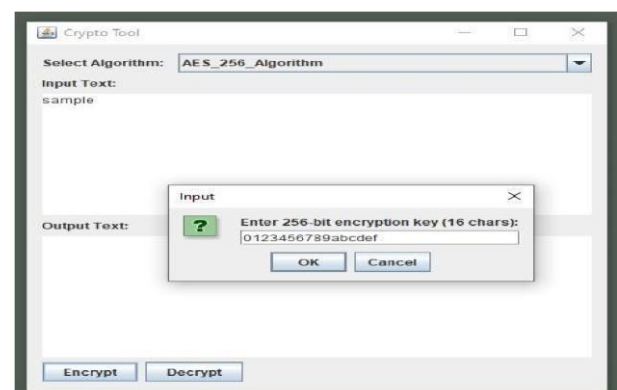 Crypto Tool
Select Algorithm: AES_256_Algorithm
Input Text:
sample
Input
Enter 256-bit encryption key (16 chars):
0123456789abcdef
OK Cancel
Output Text:
Encrypt Decrypt